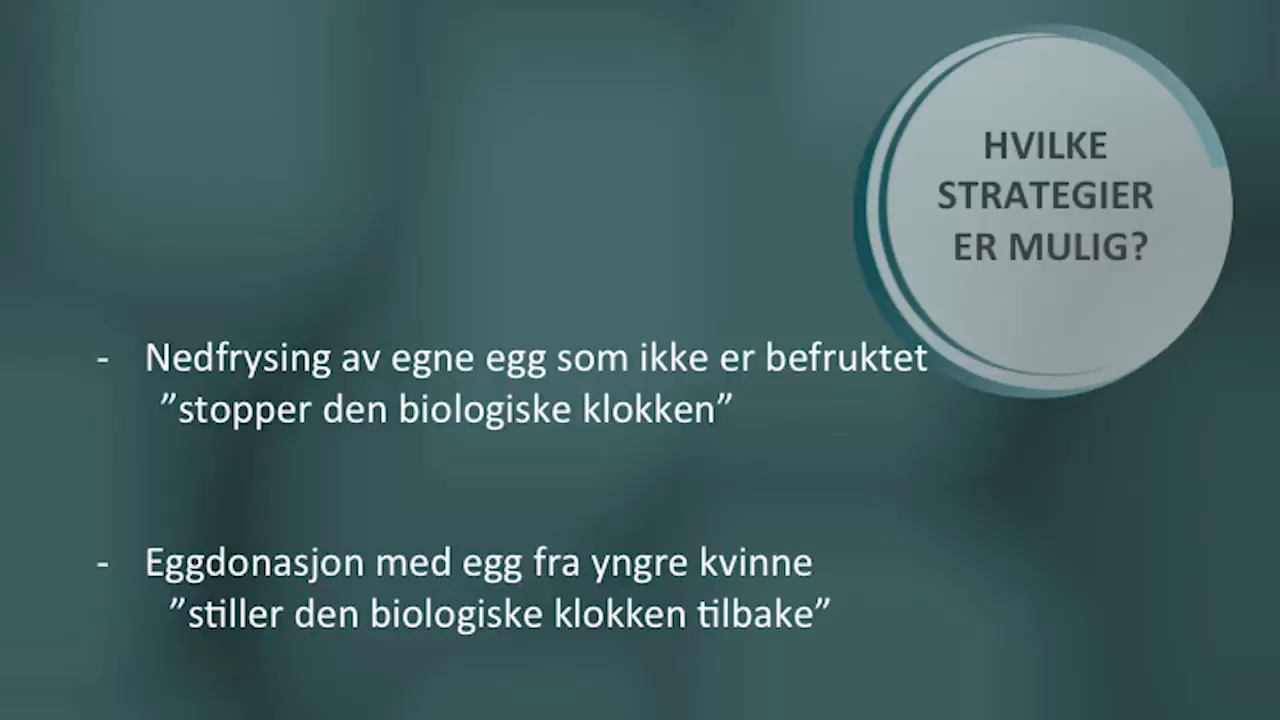 HVILKE
STRATEGIER
ER MULIG?
- Nedfrysing av egne egg som ikke er befruktet
”stopper den biologiske klokken”
- Eggdonasjon med egg fra yngre kvinne
”stiller den biologiske klokken tilbake”